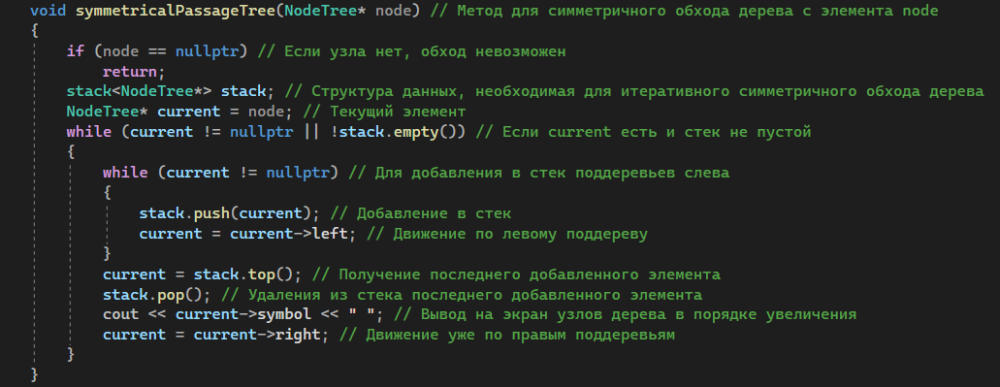 void symmetricalPassageTree(NodeTree* node) // Метод для симметричного обхода дерева с элемента node
{
if (node == nullptr) // Если узла нет, обход невозможен
return;
stack<NodeTree*> stack; // Структура данных, необходимая для итеративного симметричного обхода дерева
NodeTree* current = node; // Текущий элемент
while (current != nullptr || !stack.empty()) // Если current есть и стек не пустой
{
while (current != nullptr) // Для добавления в стек поддеревьев слева
{
stack.push(current); // Добавление в стек
current = current->left; // Движение по левому поддереву
}
current = stack.top(); // Получение последнего добавленного элемента
stack.pop(); // Удаления из стека последнего добавленного элемента
cout << current->symbol << " "; // Вывод на экран узлов дерева в порядке увеличения
current = current->right; // Движение уже по правым поддеревьям
}
}